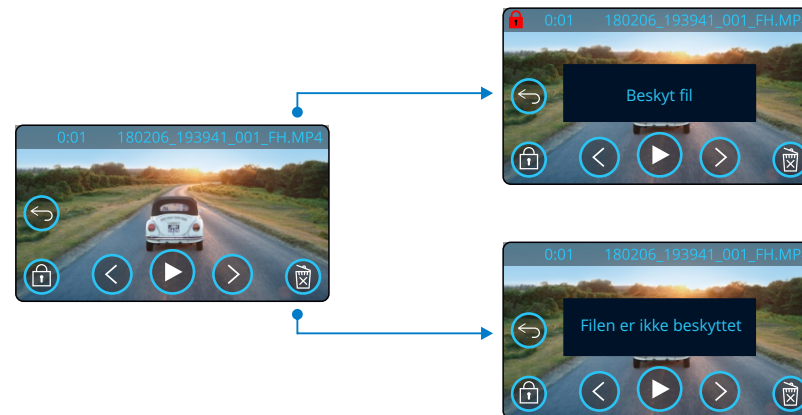 0:01 180206_193941_001_FH.MP4
0:01 180206_193941_001_FH.MP
Beskyt fil
0:01 180206_193941_001_FH.MP
Filen er ikke beskyttet